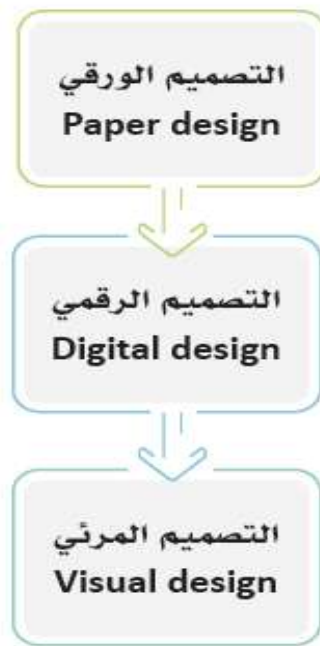 التصميم الورقي
Paper design
التصميم الرقمي
Digital design
التصميم المرئي
Visual design